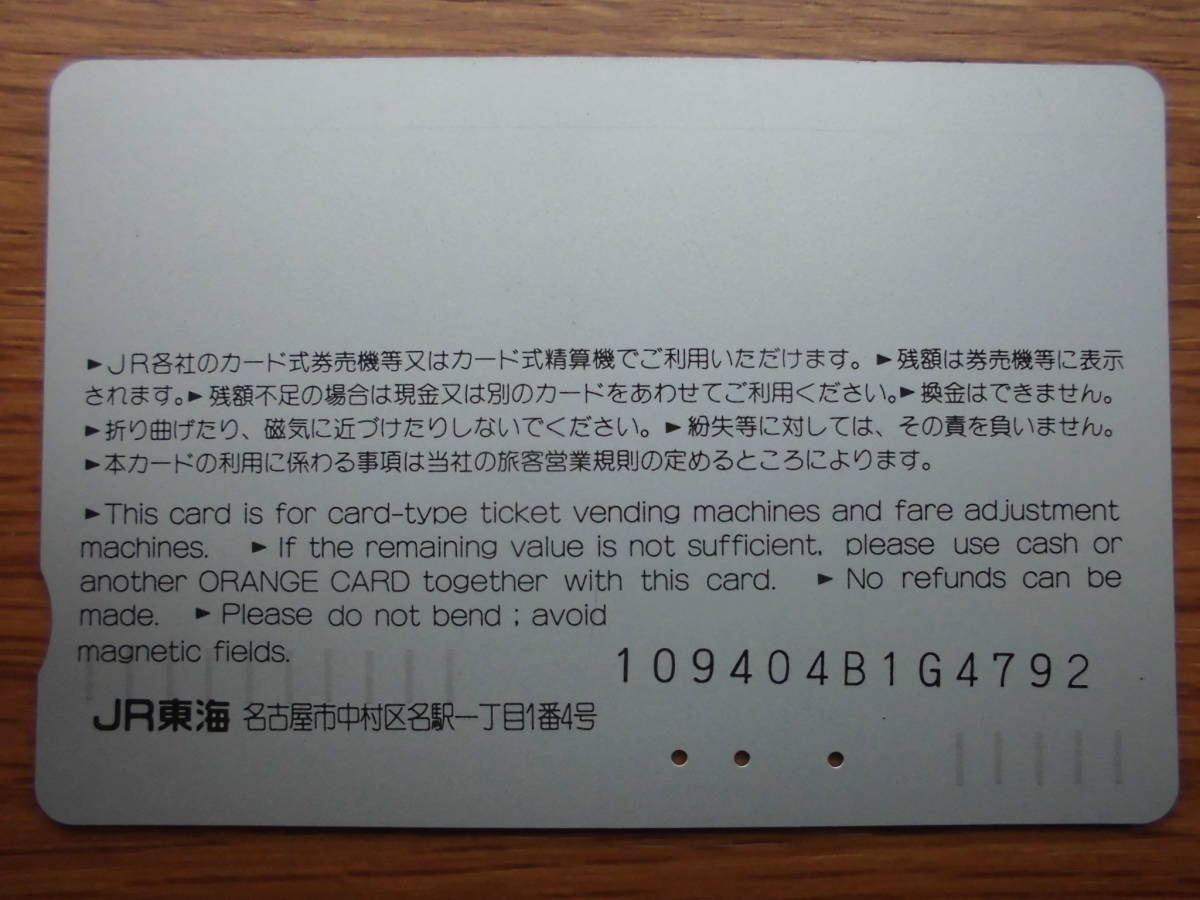 ►JR各社のカード式券売機等又はカード式精算機でご利用いただけます。►残額は券売機等に表示
されます。►残額不足の場合は現金又は別のカードをあわせてご利用ください。►換金はできません。
►折り曲げたり、磁気に近づけたりしないでください。►紛失等に対しては、その責を負いません。
►本カードの利用に係わる事項は当社の旅客営業規則の定めるところによります。
►This card is for card-type ticket vending machines and fare adjustment
machines. ►If the remaining value is not sufficient, please use cash or
another ORANGE CARD together with this card. ►No refunds can be
made. ►Please do not bend ; avoid
magnetic fields.
109404B1G4792
JR東海 名古屋市中村区名駅一丁目1番4号